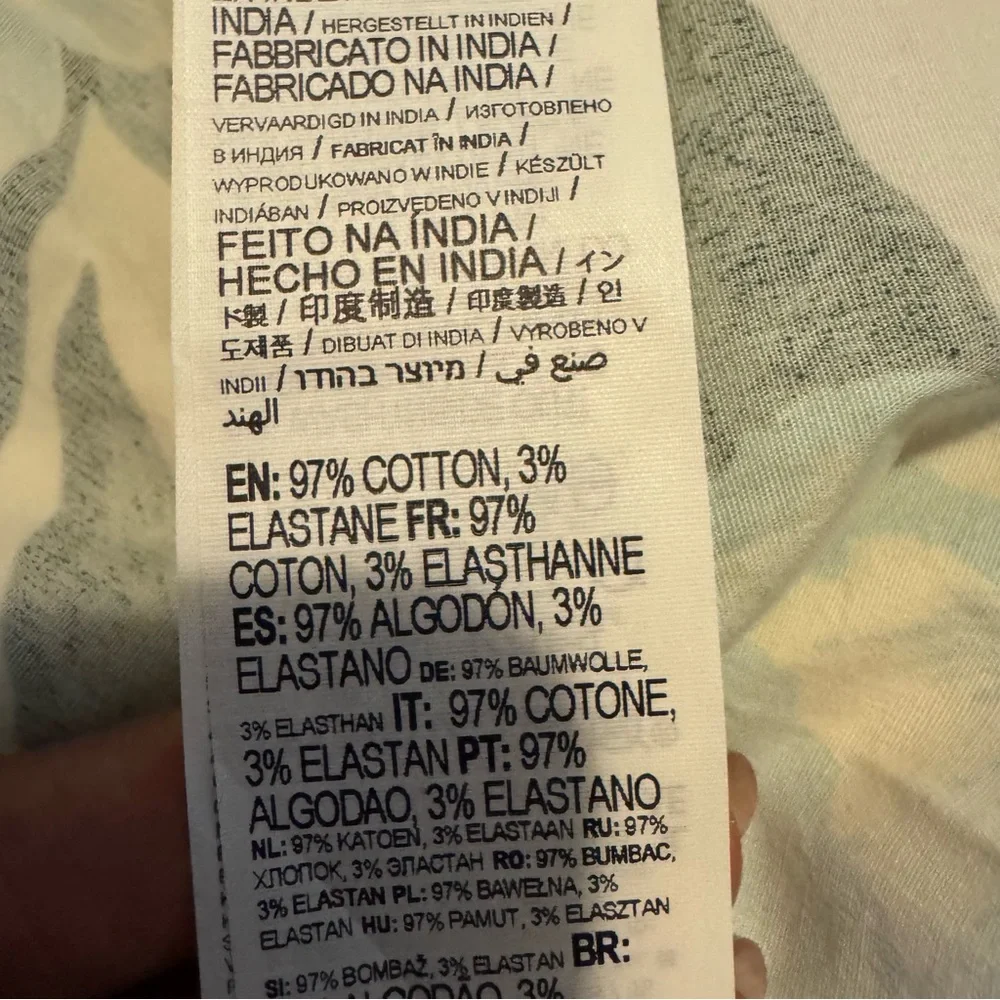 INDIA / HERGESTELLT IN INDIEN /
FABBRICATO IN INDIA /
FABRICADO NA INDIA /
VERVAARDIGD IN INDIA / ИЗГОТОВЛЕНО
В ИНДИЯ / FABRICAT ÎN INDIA /
WYPRODUKOWANO W INDIE / KÉSZÜLT
INDIÁBAN / PROIZVEDENO V INDIJI /
FEITO NA ÍNDIA /
HECHO EN INDIA / イン
ド製 / 印度制造 / 印度製造 / 인
도제품 / DIBUAT DI INDIA / VYROBENO V
INDII / מיוצר בהודו / صنع في
الهند
EN: 97% COTTON, 3%
ELASTANE FR: 97%
COTON, 3% ELASTHANNE
ES: 97% ALGODÓN, 3%
ELASTANO DE: 97% BAUMWOLLE,
3% ELASTHAN IT: 97% COTONE,
3% ELASTAN PT: 97%
ALGODAO, 3% ELASTANO
NL: 97% KATOEN, 3% ELASTAAN RU: 97%
ХЛОПОК, 3% ЭЛАСТАН RO: 97% BUMBAC,
3% ELASTAN PL: 97% BAWEŁNA, 3%
ELASTAN HU: 97% PAMUT, 3% ELASZTAN
SI: 97% BOMBAŽ, 3% ELASTAN BR:
ALGODAO, 3%